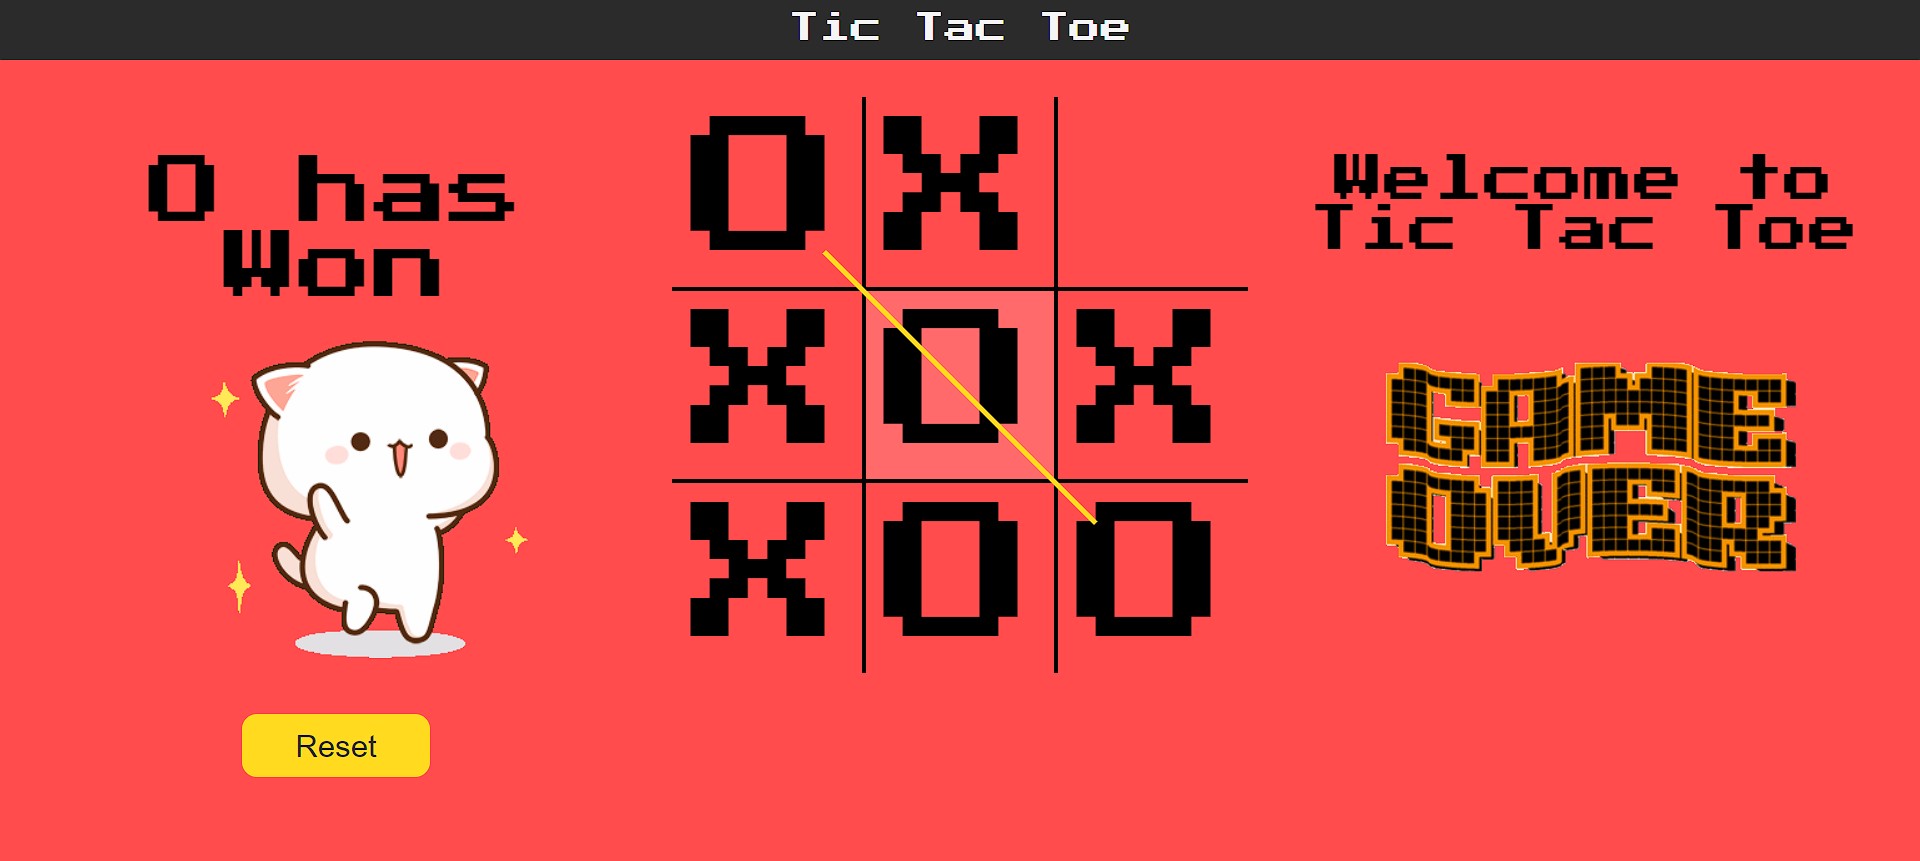 Tic Tac Toe
O has
Won
Reset
O X
X O X
X O O
Welcome to
Tic Tac Toe
GAME
OVER